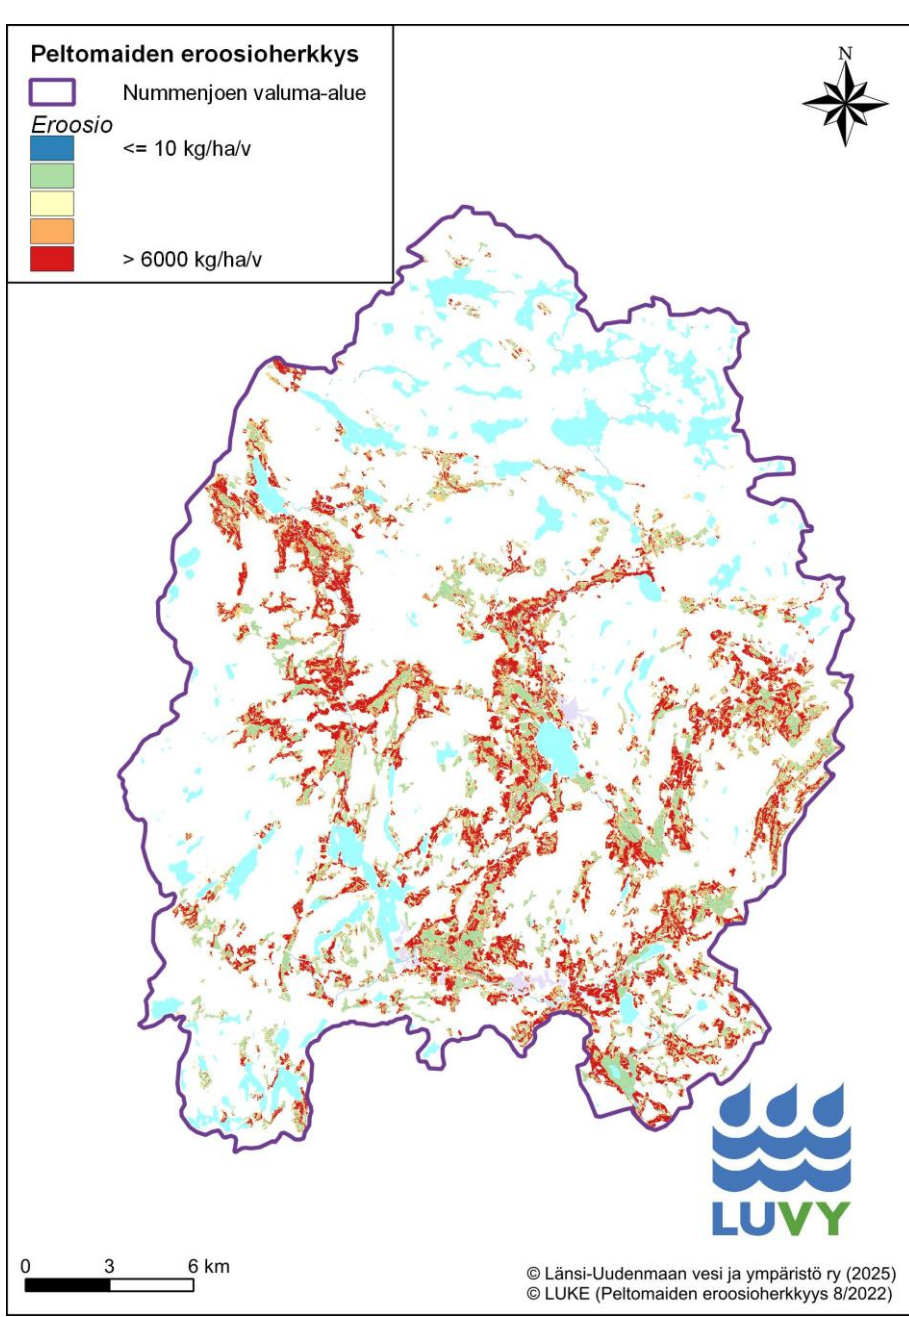 Peltomaiden eroosioherkkys
Nummenjoen valuma-alue
Eroosio
<= 10 kg/ha/v
> 6000 kg/ha/v
N
LUVY
0 3 6 km
© Länsi-Uudenmaan vesi ja ympäristö ry (2025)
© LUKE (Peltomaiden eroosioherkkyys 8/2022)